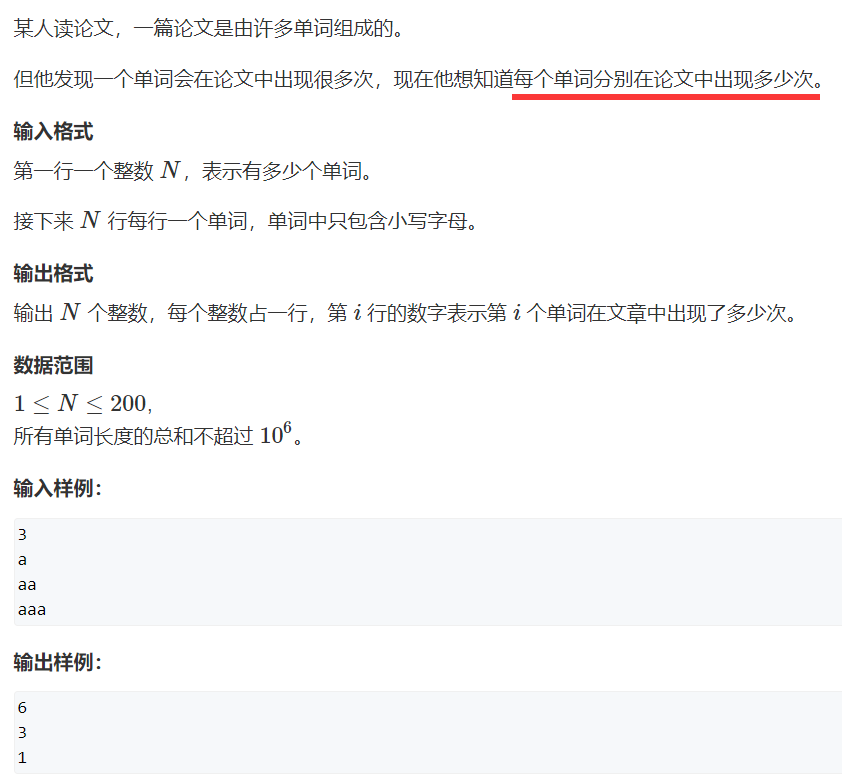 某人读论文，一篇论文是由许多单词组成的。
但他发现一个单词会在论文中出现很多次，现在他想知道每个单词分别在论文中出现多少次。
输入格式
第一行一个整数 N，表示有多少个单词。
接下来 N 行每行一个单词，单词中只包含小写字母。
输出格式
输出 N 个整数，每个整数占一行，第 i 行的数字表示第 i 个单词在文章中出现了多少次。
数据范围
1 ≤ N ≤ 200，
所有单词长度的总和不超过 10⁶。
输入样例：
3
a
aa
aaa
输出样例：
6
3
1